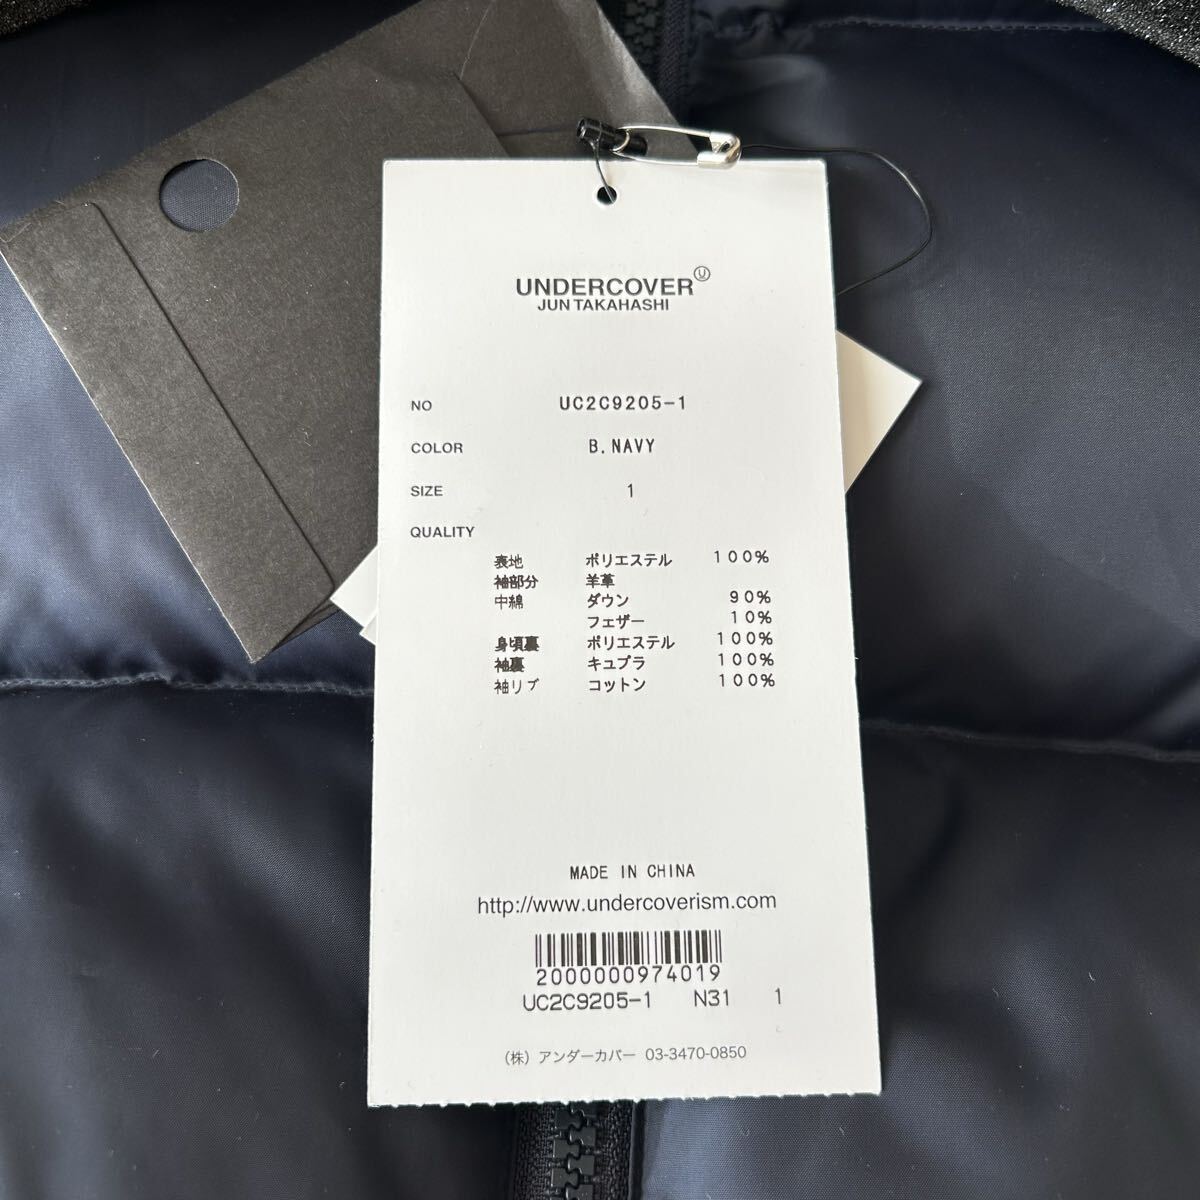 UNDERCOVER Ⓤ
JUN TAKAHASHI
NO UC2C9205-1
COLOR B. NAVY
SIZE 1
QUALITY
表地 ポリエステル 100%
袖部分 羊革
中綿 ダウン 90%
フェザー 10%
身頃裏 ポリエステル 100%
袖裏 キュプラ 100%
袖リブ コットン 100%
MADE IN CHINA
http://www.undercoverism.com
2000000974019
UC2C9205-1 N31 1
(株) アンダーカバー 03-3470-0850